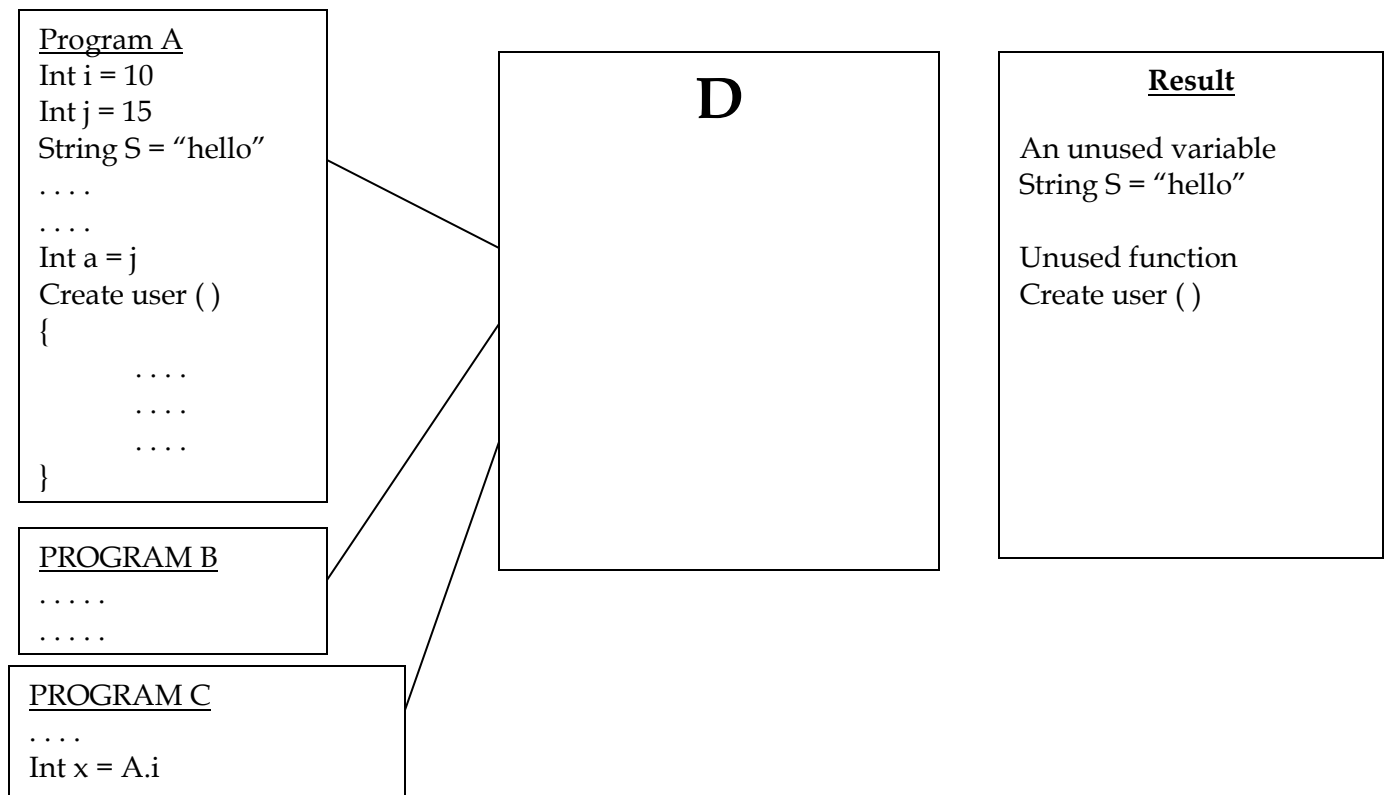 Program A
Int i = 10
Int j = 15
String S = “hello”
. . . .
. . . .
Int a = j
Create user ( )
{
. . . .
. . . .
. . . .
}
PROGRAM B
. . . . .
. . . . .
PROGRAM C
. . . .
Int x = A.i
D
Result
An unused variable
String S = “hello”
Unused function
Create user ( )